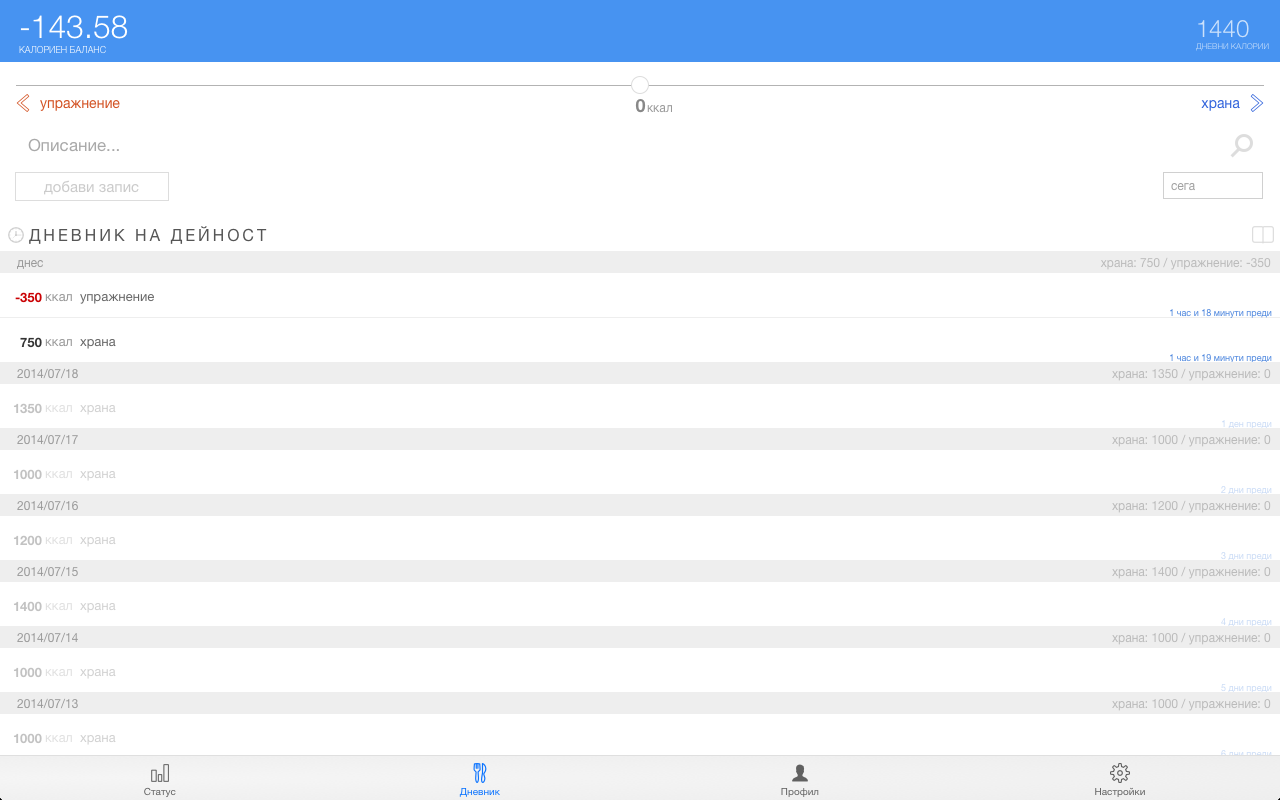 -143.58
КАЛОРИЕН БАЛАНС
1440
ДНЕВНИ КАЛОРИИ
упражнение
0 ккал
храна
Описание...
добави запис
сега
ДНЕВНИК НА ДЕЙНОСТ
днес
храна: 750 / упражнение: -350
-350 ккал упражнение
1 час и 18 минути преди
750 ккал храна
1 час и 19 минути преди
2014/07/18
храна: 1350 / упражнение: 0
1350 ккал храна
1 ден преди
2014/07/17
храна: 1000 / упражнение: 0
1000 ккал храна
2 дни преди
2014/07/16
храна: 1200 / упражнение: 0
1200 ккал храна
3 дни преди
2014/07/15
храна: 1400 / упражнение: 0
1400 ккал храна
4 дни преди
2014/07/14
храна: 1000 / упражнение: 0
1000 ккал храна
5 дни преди
2014/07/13
храна: 1000 / упражнение: 0
1000 ккал храна
6 дни преди
Статус
Дневник
Профил
Настройки